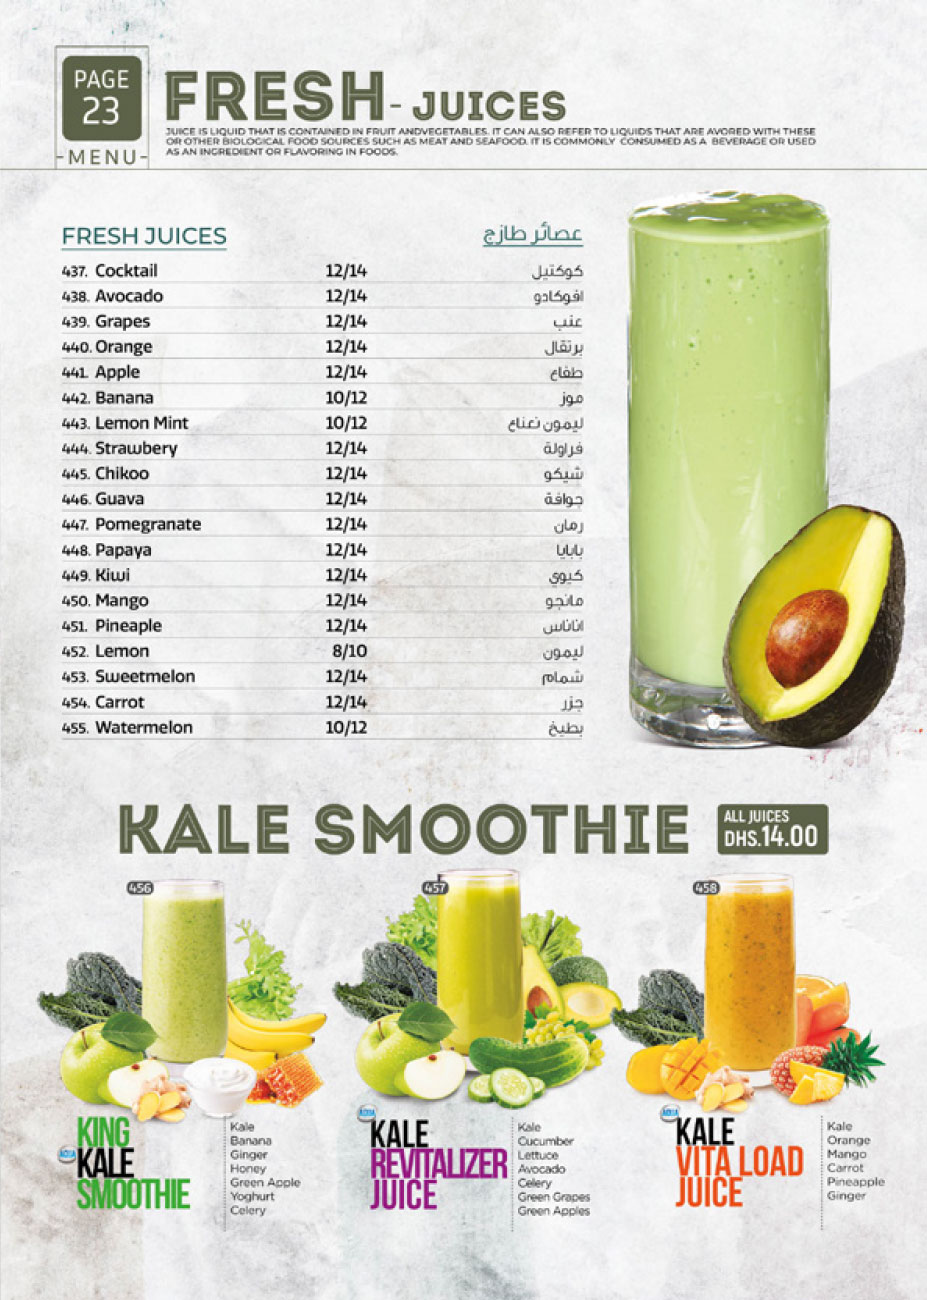 PAGE
23
-MENU-
FRESH - JUICES
JUICE IS LIQUID THAT IS CONTAINED IN FRUIT ANDVEGETABLES. IT CAN ALSO REFER TO LIQUIDS THAT ARE AVORED WITH THESE
OR OTHER BIOLOGICAL FOOD SOURCES SUCH AS MEAT AND SEAFOOD. IT IS COMMONLY CONSUMED AS A BEVERAGE OR USED
AS AN INGREDIENT OR FLAVORING IN FOODS.
FRESH JUICES عصائر طازج
437. Cocktail 12/14 كوكتيل
438. Avocado 12/14 افوكادو
439. Grapes 12/14 عنب
440. Orange 12/14 برتقال
441. Apple 12/14 طفاع
442. Banana 10/12 موز
443. Lemon Mint 10/12 ليمون نعناع
444. Strawbery 12/14 فراولة
445. Chikoo 12/14 شيكو
446. Guava 12/14 جوافة
447. Pomegranate 12/14 رمان
448. Papaya 12/14 بابايا
449. Kiwi 12/14 كيوي
450. Mango 12/14 مانجو
451. Pineaple 12/14 اناناس
452. Lemon 8/10 ليمون
453. Sweetmelon 12/14 شمام
454. Carrot 12/14 جزر
455. Watermelon 10/12 بطيخ
KALE SMOOTHIE
ALL JUICES
DHS.14.00
456
AQUA
KING
KALE
SMOOTHIE
Kale
Banana
Ginger
Honey
Green Apple
Yoghurt
Celery
457
AQUA
KALE
REVITALIZER
JUICE
Kale
Cucumber
Lettuce
Avocado
Celery
Green Grapes
Green Apples
458
AQUA
KALE
VITA LOAD
JUICE
Kale
Orange
Mango
Carrot
Pineapple
Ginger